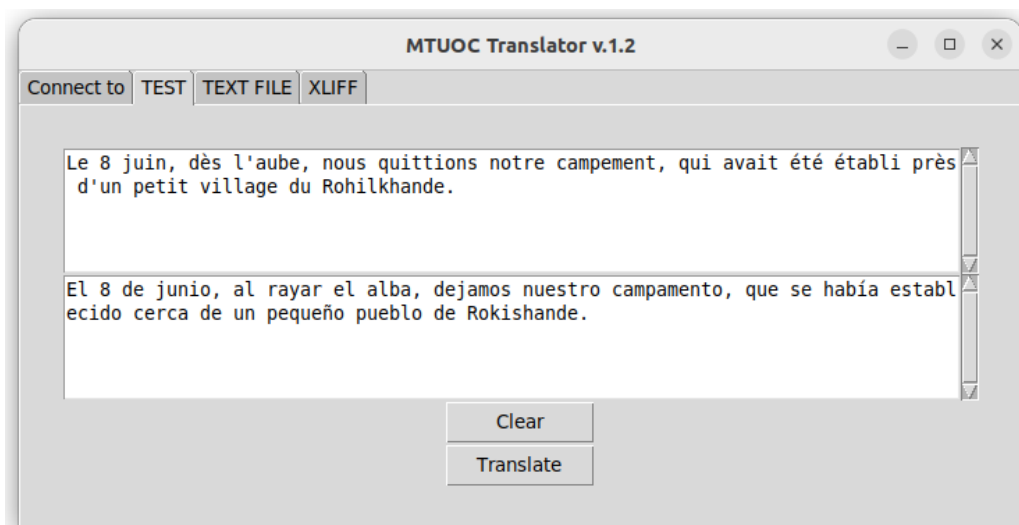 MTUOC Translator v.1.2
Connect to TEST TEXT FILE XLIFF
Le 8 juin, dès l'aube, nous quittions notre campement, qui avait été établi près
d'un petit village du Rohilkhande.
El 8 de junio, al rayar el alba, dejamos nuestro campamento, que se había establ
ecido cerca de un pequeño pueblo de Rokishande.
Clear
Translate